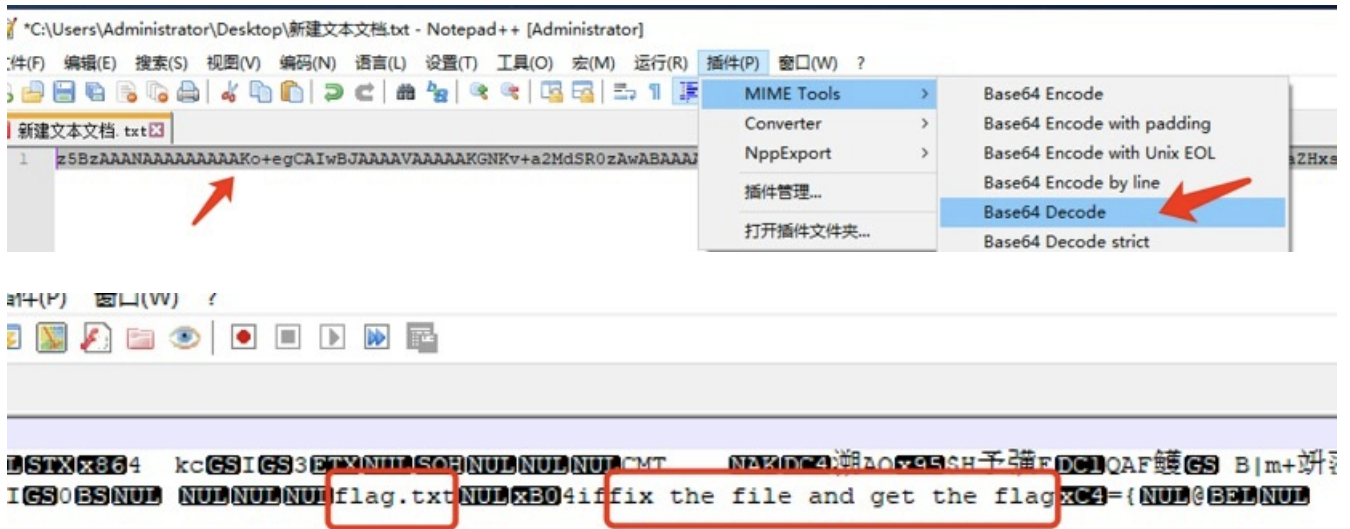 *C:\Users\Administrator\Desktop\新建文本文档.txt - Notepad++ [Administrator]
件(F) 编辑(E) 搜索(S) 视图(V) 编码(N) 语言(L) 设置(T) 工具(O) 宏(M) 运行(R) 插件(P) 窗口(W) ?
新建文本文档.txt
1 z5BzAAANAAAAAAAAAAKo+egCAIwBJAAAAVAAAAAKGNKv+a2MdSR0zAwABAAAA
aZHxs
MIME Tools
Converter
NppExport
插件管理...
打开插件文件夹...
Base64 Encode
Base64 Encode with padding
Base64 Encode with Unix EOL
Base64 Encode by line
Base64 Decode
Base64 Decode strict
件(P) 窗口(W) ?
STX x86 4 kc GS I GS 3 ETX NUL SOH NUL NUL NUL CMT NAK DC4 AQ x95 SH DC1 QAF GS B|m+
I GS 0 BS NUL NUL NUL NUL flag.txt NUL xB0 4if fix the file and get the flag xC4 ={ NUL @ BEL NUL